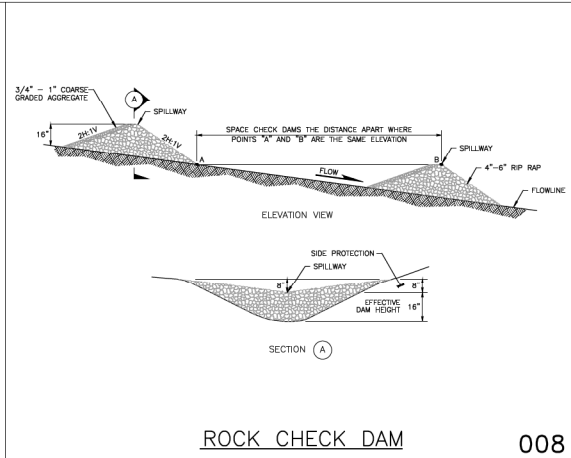 3/4" - 1" COARSE
GRADED AGGREGATE
A
SPILLWAY
16"
2H:1V
2H:1V
SPACE CHECK DAMS THE DISTANCE APART WHERE
POINTS "A" AND "B" ARE THE SAME ELEVATION
A
B
SPILLWAY
FLOW
4"-6" RIP RAP
FLOWLINE
ELEVATION VIEW
SIDE PROTECTION
SPILLWAY
8"
8"
EFFECTIVE
DAM HEIGHT
16"
SECTION A
ROCK CHECK DAM
008